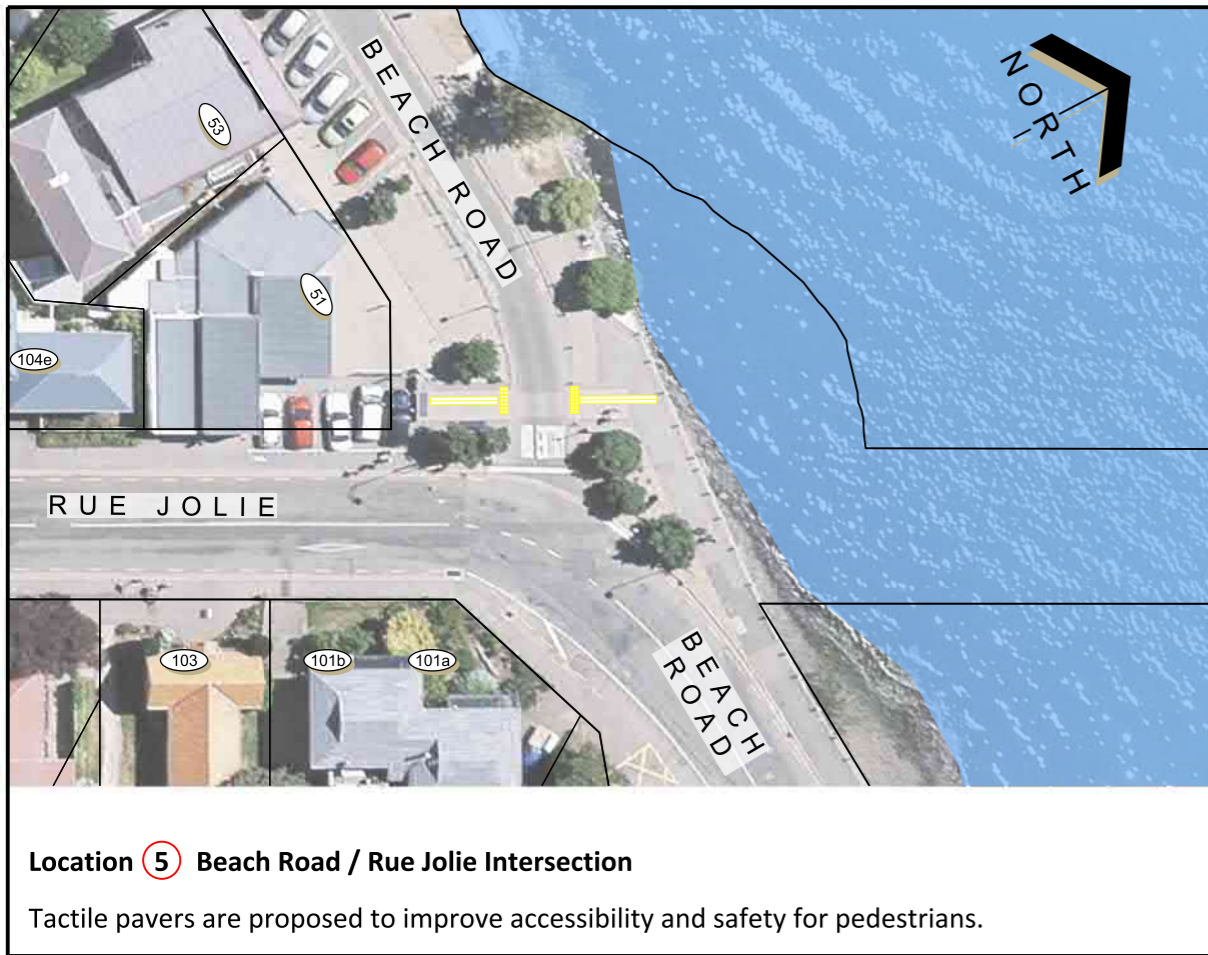 BEACH ROAD
NORTH
53
51
104e
RUE JOLIE
103
101b
101a
BEACH
ROAD
Location 5 Beach Road / Rue Jolie Intersection
Tactile pavers are proposed to improve accessibility and safety for pedestrians.